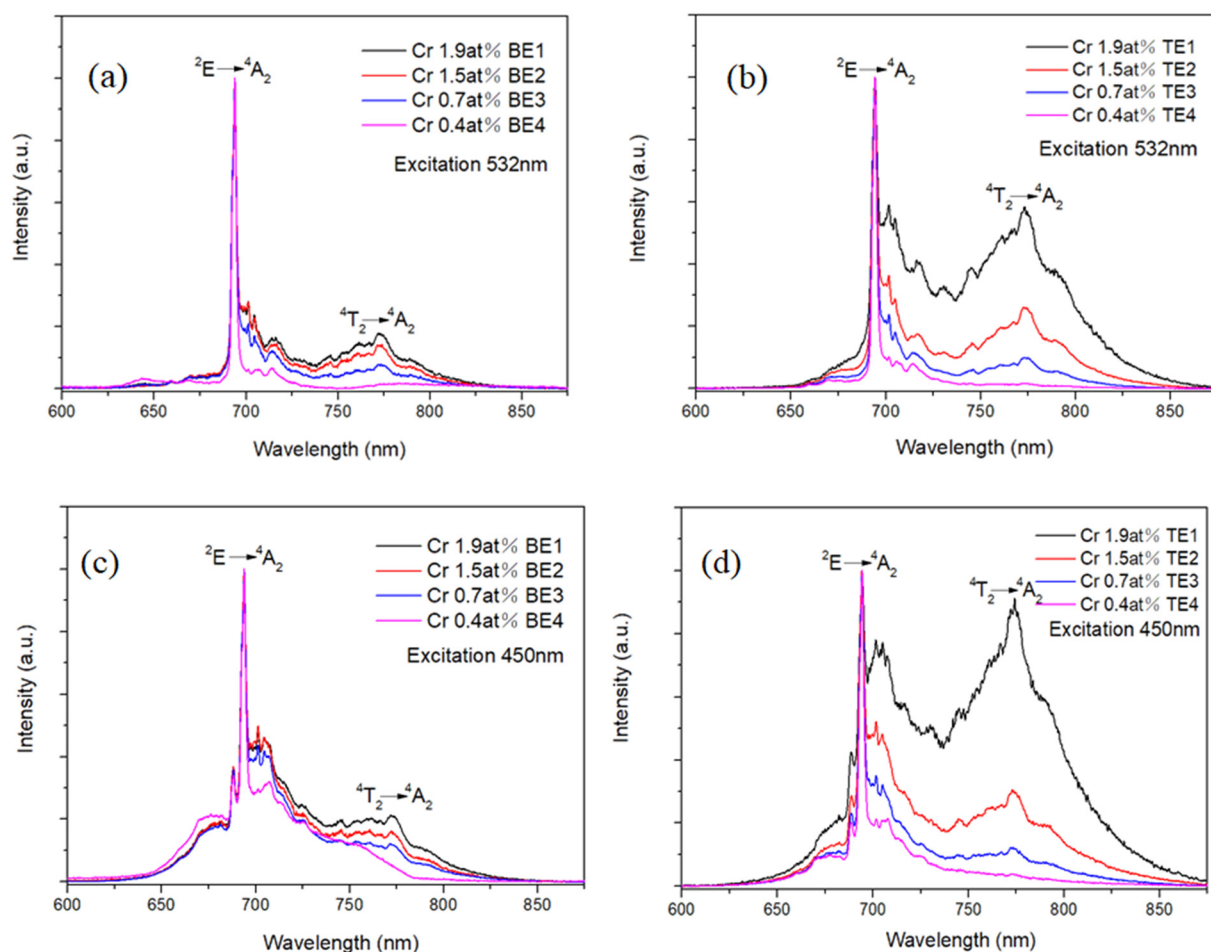 (a)
²E→⁴A₂
Cr 1.9at% BE1
Cr 1.5at% BE2
Cr 0.7at% BE3
Cr 0.4at% BE4
Excitation 532nm
⁴T₂→⁴A₂
Intensity (a.u.)
600 650 700 750 800 850
Wavelength (nm)
(b)
²E→⁴A₂
Cr 1.9at% TE1
Cr 1.5at% TE2
Cr 0.7at% TE3
Cr 0.4at% TE4
Excitation 532nm
⁴T₂→⁴A₂
Intensity (a.u.)
600 650 700 750 800 850
Wavelength (nm)
(c)
²E→⁴A₂
Cr 1.9at% BE1
Cr 1.5at% BE2
Cr 0.7at% BE3
Cr 0.4at% BE4
Excitation 450nm
⁴T₂→⁴A₂
Intensity (a.u.)
600 650 700 750 800 850
Wavelength (nm)
(d)
²E→⁴A₂
Cr 1.9at% TE1
Cr 1.5at% TE2
Cr 0.7at% TE3
Cr 0.4at% TE4
Excitation 450nm
⁴T₂→⁴A₂
Intensity (a.u.)
600 650 700 750 800 850
Wavelength (nm)